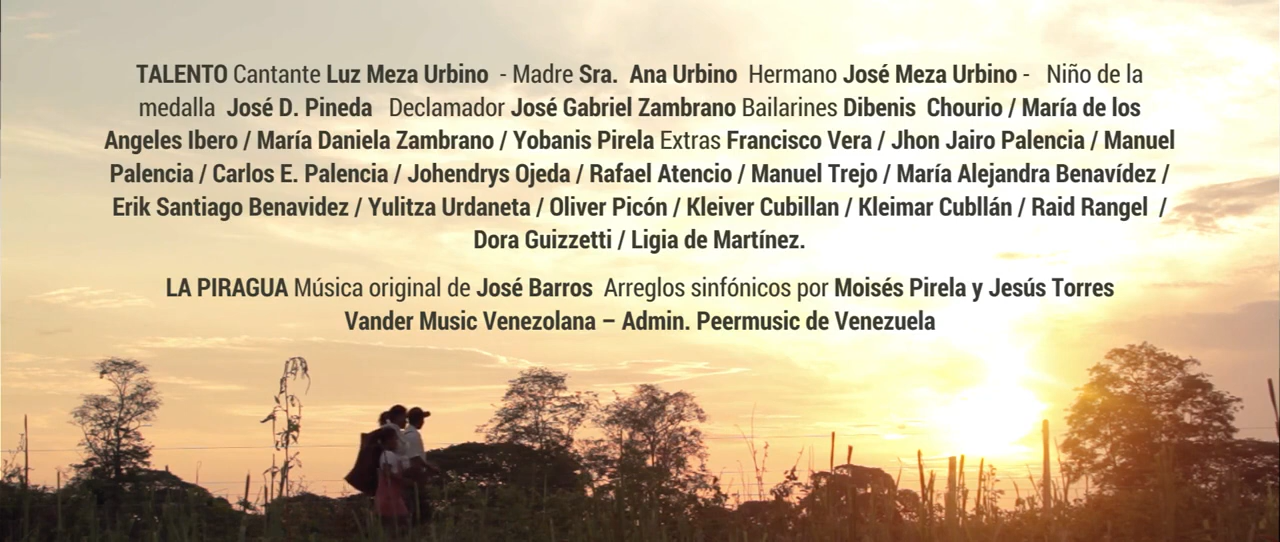 TALENTO Cantante Luz Meza Urbino - Madre Sra. Ana Urbino Hermano José Meza Urbino - Niño de la
medalla José D. Pineda Declamador José Gabriel Zambrano Bailarines Dibenis Chourio / María de los
Angeles Ibero / María Daniela Zambrano / Yobanis Pirela Extras Francisco Vera / Jhon Jairo Palencia / Manuel
Palencia / Carlos E. Palencia / Johendrys Ojeda / Rafael Atencio / Manuel Trejo / María Alejandra Benavídez /
Erik Santiago Benavidez / Yulitza Urdaneta / Oliver Picón / Kleiver Cubillan / Kleimar Cubllán / Raid Rangel /
Dora Guizzetti / Ligia de Martínez.
LA PIRAGUA Música original de José Barros Arreglos sinfónicos por Moisés Pirela y Jesús Torres
Vander Music Venezolana – Admin. Peermusic de Venezuela